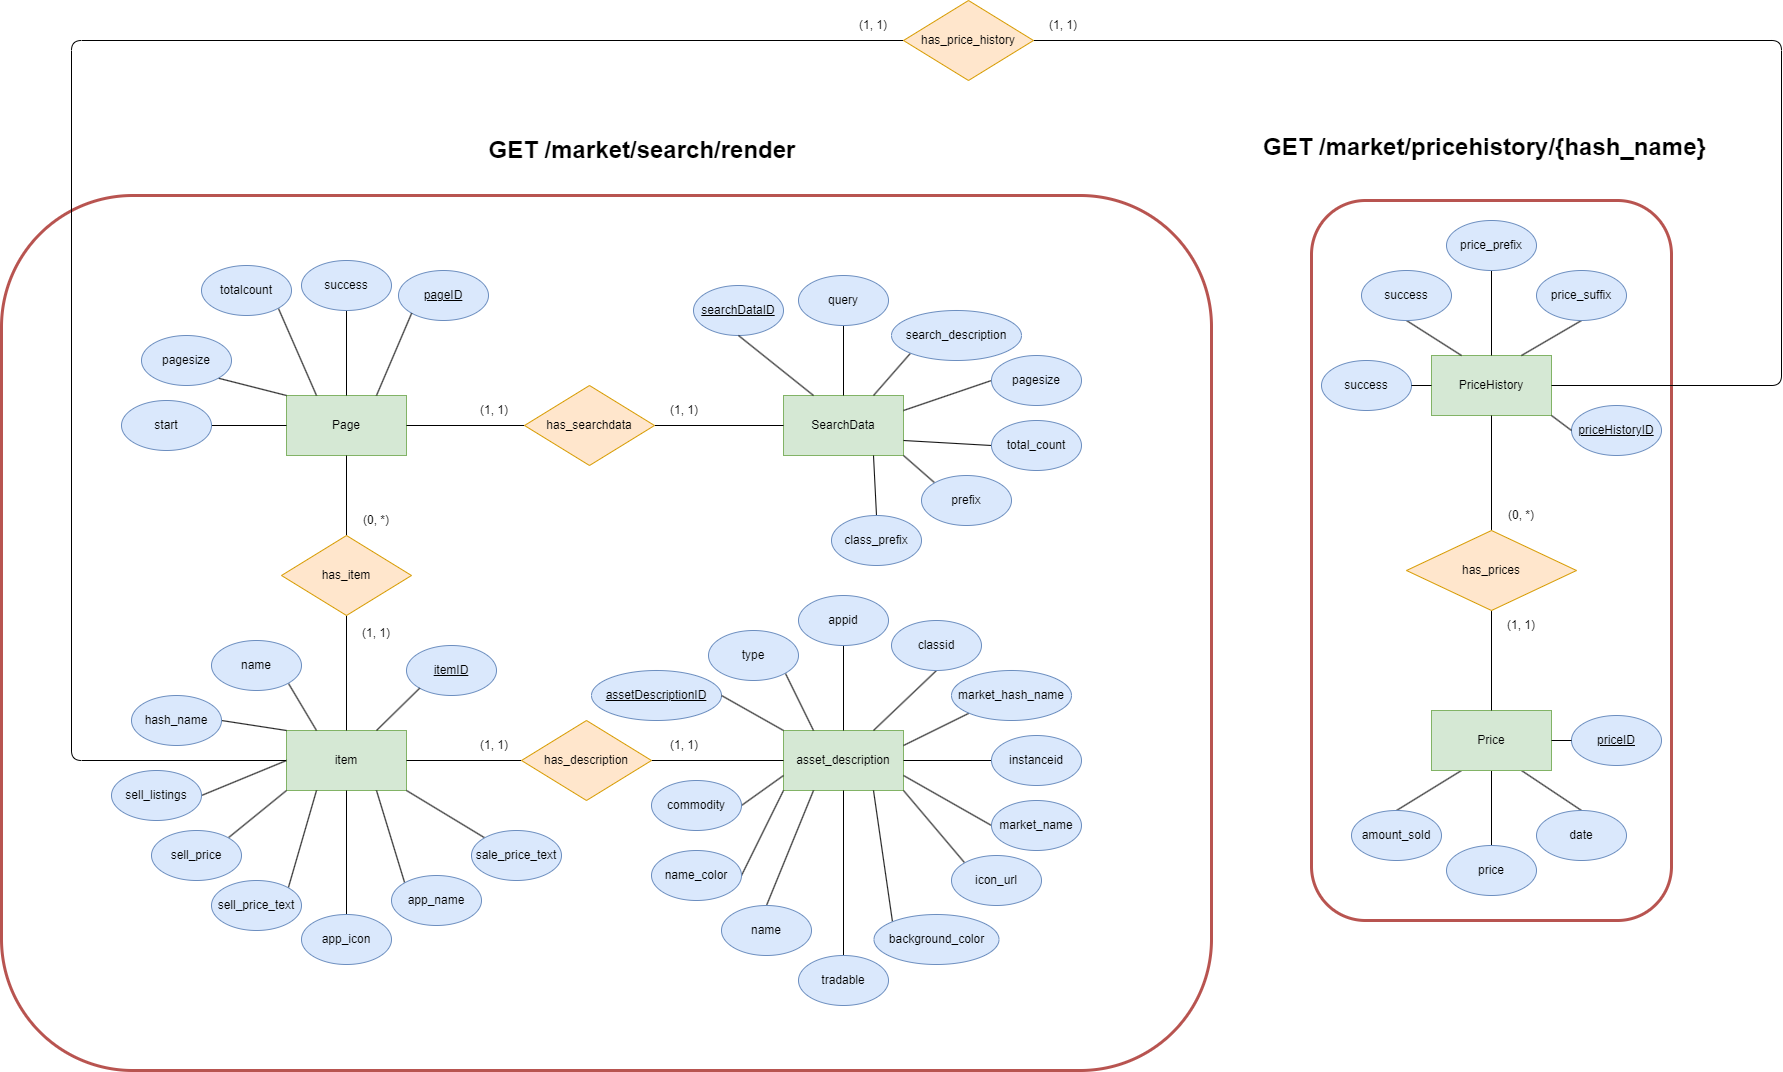 (1, 1)
has_price_history
(1, 1)
GET /market/search/render
GET /market/pricehistory/{hash_name}
totalcount
success
pageID
pagesize
start
Page
(1, 1)
has_searchdata
(1, 1)
searchDataID
query
search_description
pagesize
total_count
prefix
class_prefix
SearchData
(0, *)
has_item
(1, 1)
name
itemID
hash_name
item
sell_listings
sell_price
sell_price_text
app_icon
app_name
sale_price_text
(1, 1)
has_description
(1, 1)
assetDescriptionID
type
appid
classid
market_hash_name
asset_description
instanceid
commodity
market_name
name_color
icon_url
name
background_color
tradable
price_prefix
success
price_suffix
success
PriceHistory
priceHistoryID
(0, *)
has_prices
(1, 1)
Price
priceID
amount_sold
price
date